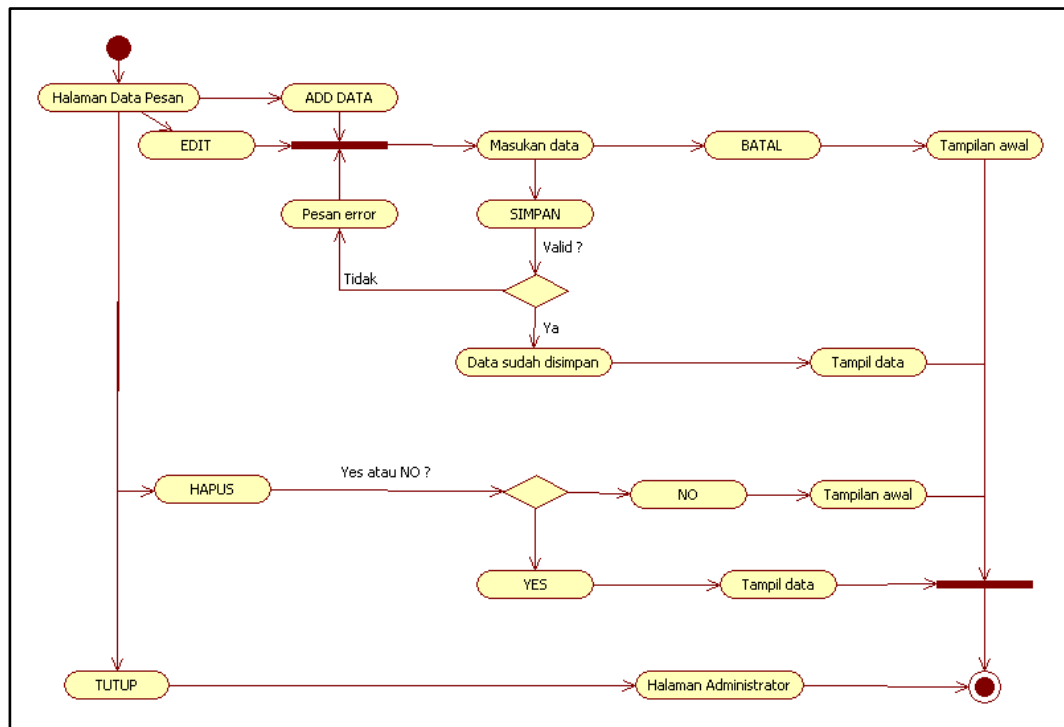 Halaman Data Pesan
ADD DATA
EDIT
Masukan data
BATAL
Tampilan awal
Pesan error
SIMPAN
Valid ?
Tidak
Ya
Data sudah disimpan
Tampil data
HAPUS
Yes atau NO ?
NO
Tampilan awal
YES
Tampil data
TUTUP
Halaman Administrator